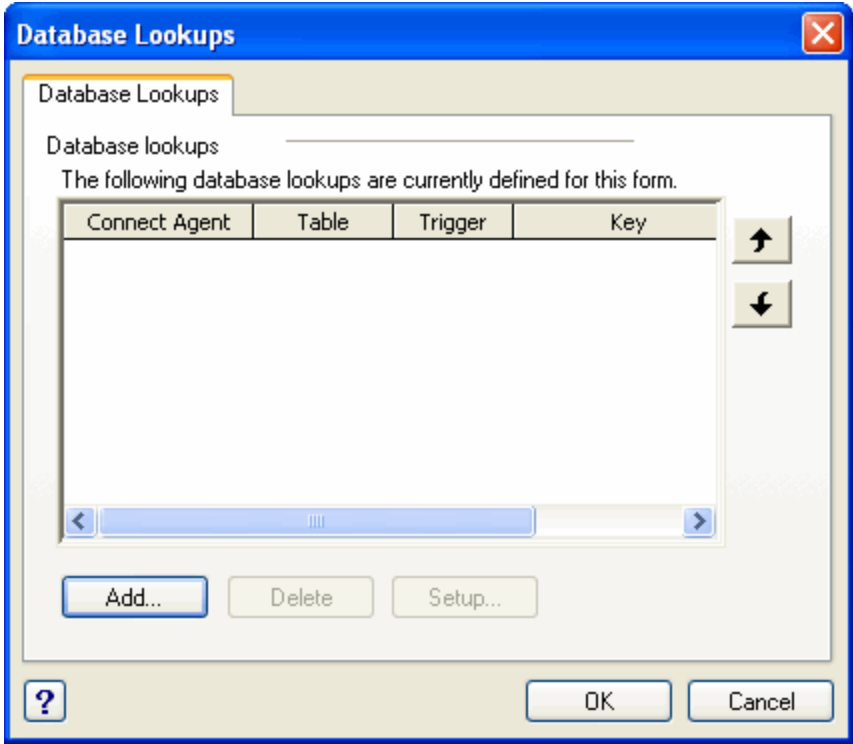 Database Lookups
Database Lookups
Database lookups
The following database lookups are currently defined for this form.
Connect Agent Table Trigger Key
Add... Delete Setup...
? OK Cancel